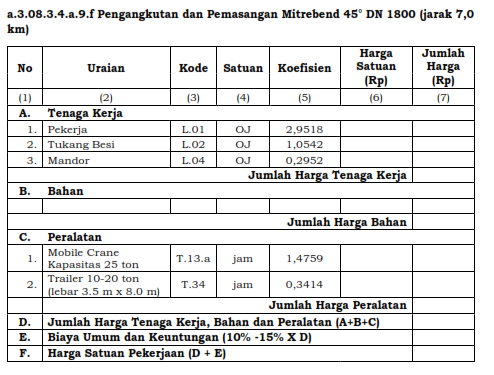 a.3.08.3.4.a.9.f Pengangkutan dan Pemasangan Mitrebend 45° DN 1800 (jarak 7,0
km)
No Uraian Kode Satuan Koefisien Harga Satuan (Rp) Jumlah Harga (Rp)
(1) (2) (3) (4) (5) (6) (7)
A. Tenaga Kerja
1. Pekerja L.01 OJ 2,9518
2. Tukang Besi L.02 OJ 1,0542
3. Mandor L.04 OJ 0,2952
Jumlah Harga Tenaga Kerja
B. Bahan
Jumlah Harga Bahan
C. Peralatan
1. Mobile Crane Kapasitas 25 ton T.13.a jam 1,4759
2. Trailer 10-20 ton (lebar 3.5 m x 8.0 m) T.34 jam 0,3414
Jumlah Harga Peralatan
D. Jumlah Harga Tenaga Kerja, Bahan dan Peralatan (A+B+C)
E. Biaya Umum dan Keuntungan (10% -15% X D)
F. Harga Satuan Pekerjaan (D + E)